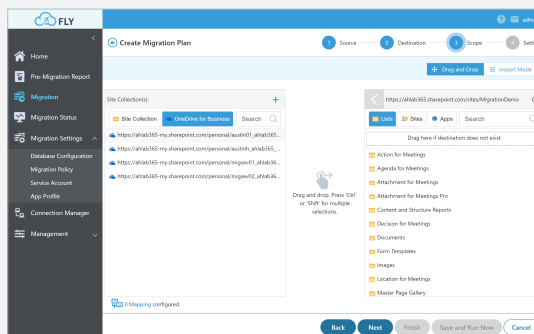 FLY
admi
Home
Pre-Migration Report
Migration
Migration Status
Migration Settings
Database Configuration
Migration Policy
Service Account
App Profile
Connection Manager
Management
Create Migration Plan
1 Source
2 Destination
3 Scope
4 Setti
Drag and Drop
Import Mode
Site Collection(s):
Site Collection
OneDrive for Business
Search
https://ahlab365-my.sharepoint.com/personal/austin01_ahlab365...
https://ahlab365-my.sharepoint.com/personal/austinh_ahlab365_...
https://ahlab365-my.sharepoint.com/personal/migsev01_ahlab36...
https://ahlab365-my.sharepoint.com/personal/migsev02_ahlab36...
0 Mapping configured.
Drag and drop. Press 'Ctrl'
or 'Shift' for multiple
selections.
https://ahlab365.sharepoint.com/sites/MigrationDemo
Lists
Sites
Apps
Search
Drag here if destination does not exist.
Action for Meetings
Agenda for Meetings
Attachment for Meetings
Attachment for Meetings Pro
Content and Structure Reports
Decision for Meetings
Documents
Form Templates
Images
Location for Meetings
Master Page Gallery
Back
Next
Finish
Save and Run Now
Cancel